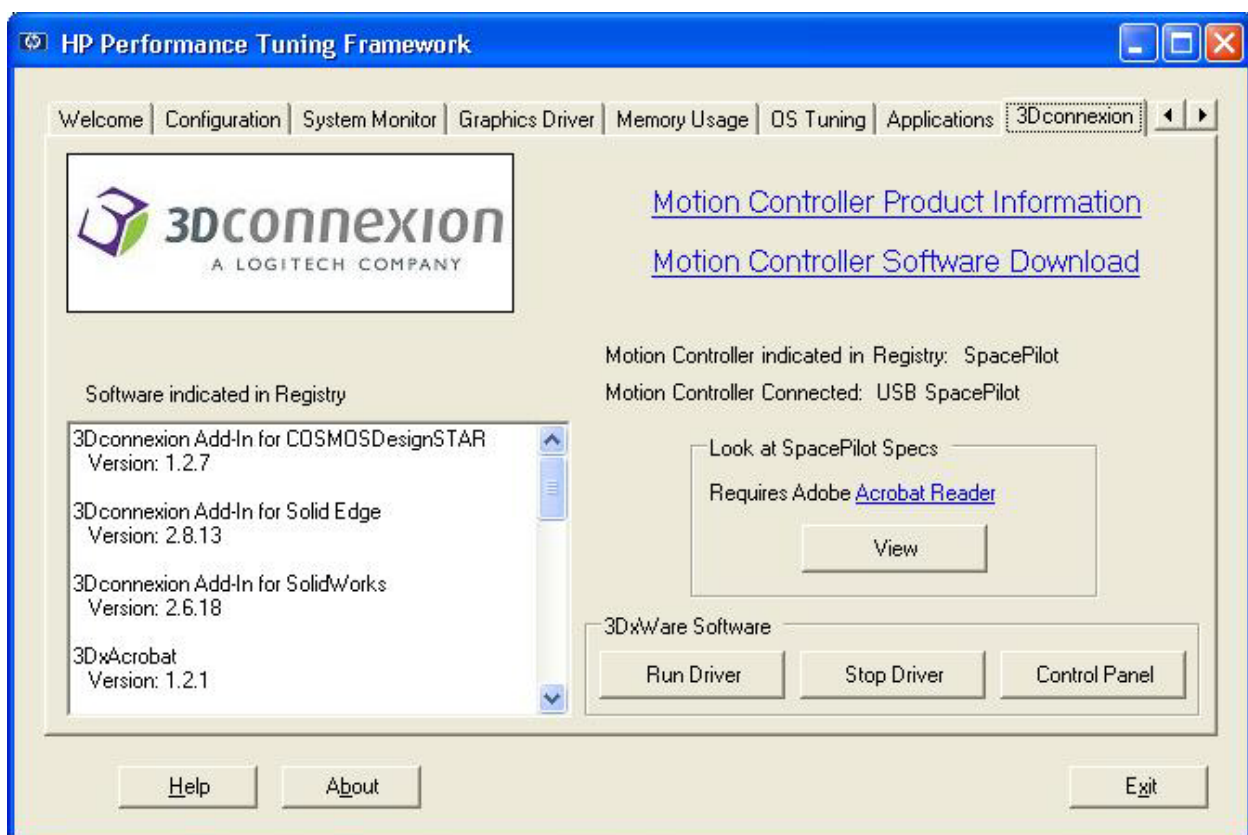 HP Performance Tuning Framework
Welcome Configuration System Monitor Graphics Driver Memory Usage OS Tuning Applications 3Dconnexion
3Dconnexion
A LOGITECH COMPANY
Motion Controller Product Information
Motion Controller Software Download
Motion Controller indicated in Registry: SpacePilot
Motion Controller Connected: USB SpacePilot
Software indicated in Registry
3Dconnexion Add-In for COSMOSDesignSTAR
Version: 1.2.7
3Dconnexion Add-In for Solid Edge
Version: 2.8.13
3Dconnexion Add-In for SolidWorks
Version: 2.6.18
3DxAcrobat
Version: 1.2.1
Look at SpacePilot Specs
Requires Adobe Acrobat Reader
View
3DxWare Software
Run Driver Stop Driver Control Panel
Help About Exit